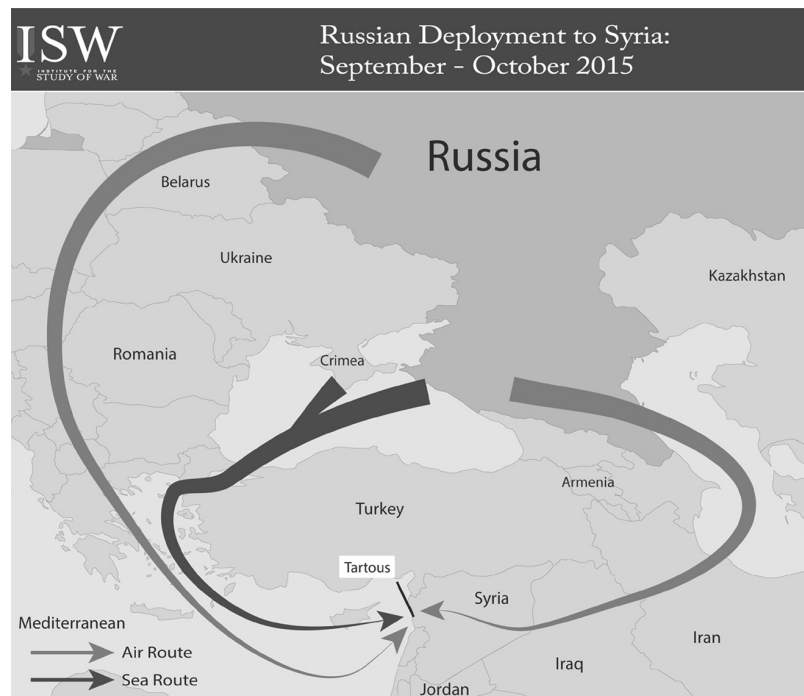 ISW
INSTITUTE FOR THE
STUDY OF WAR
Russian Deployment to Syria:
September - October 2015
Russia
Belarus
Ukraine
Kazakhstan
Romania
Crimea
Armenia
Turkey
Tartous
Syria
Mediterranean
Iran
Air Route
Iraq
Sea Route
Jordan